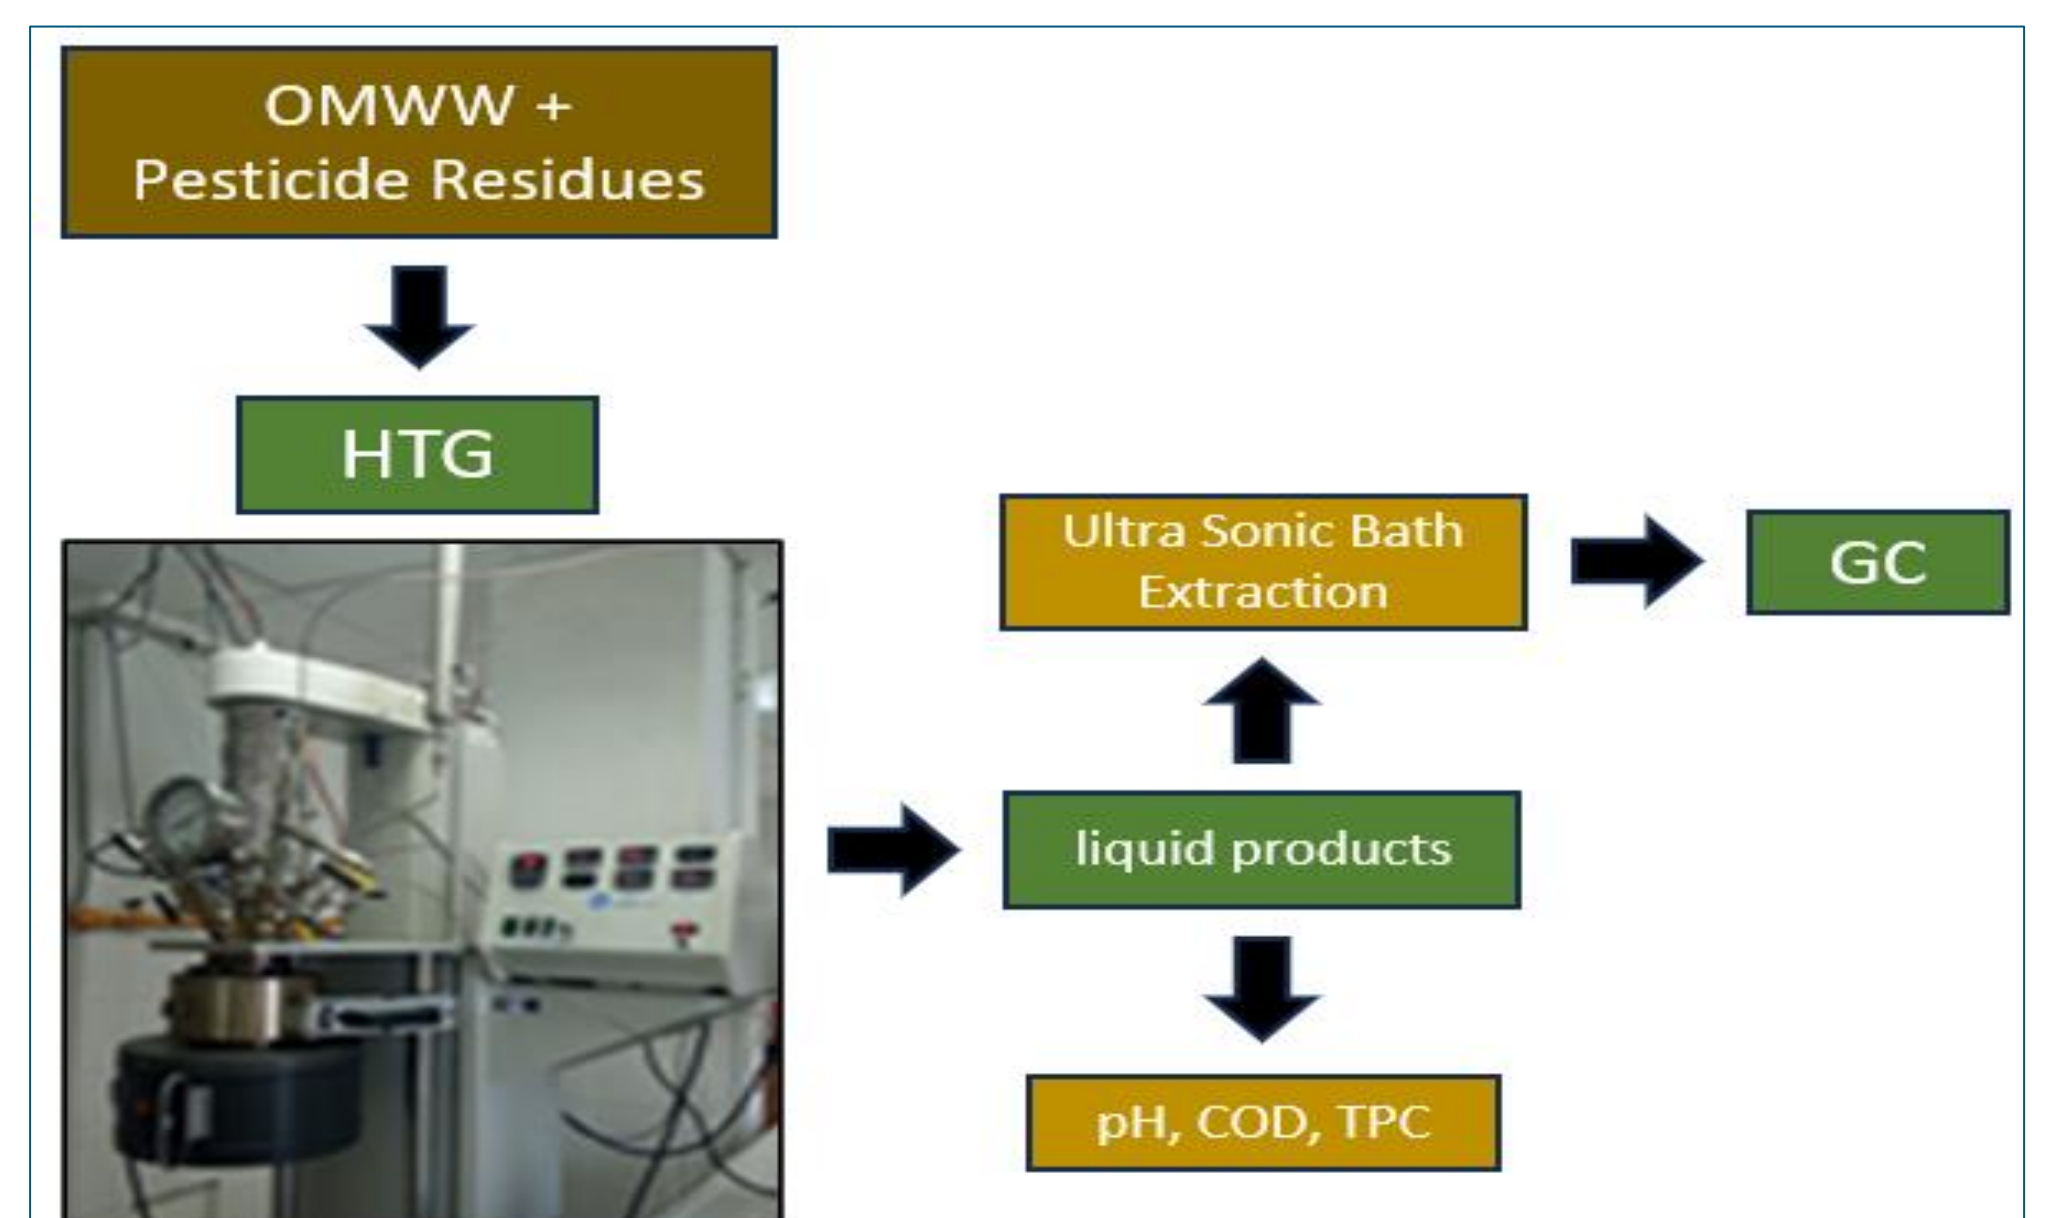 OMWW +
Pesticide Residues
HTG
Ultra Sonic Bath
Extraction
GC
liquid products
pH, COD, TPC